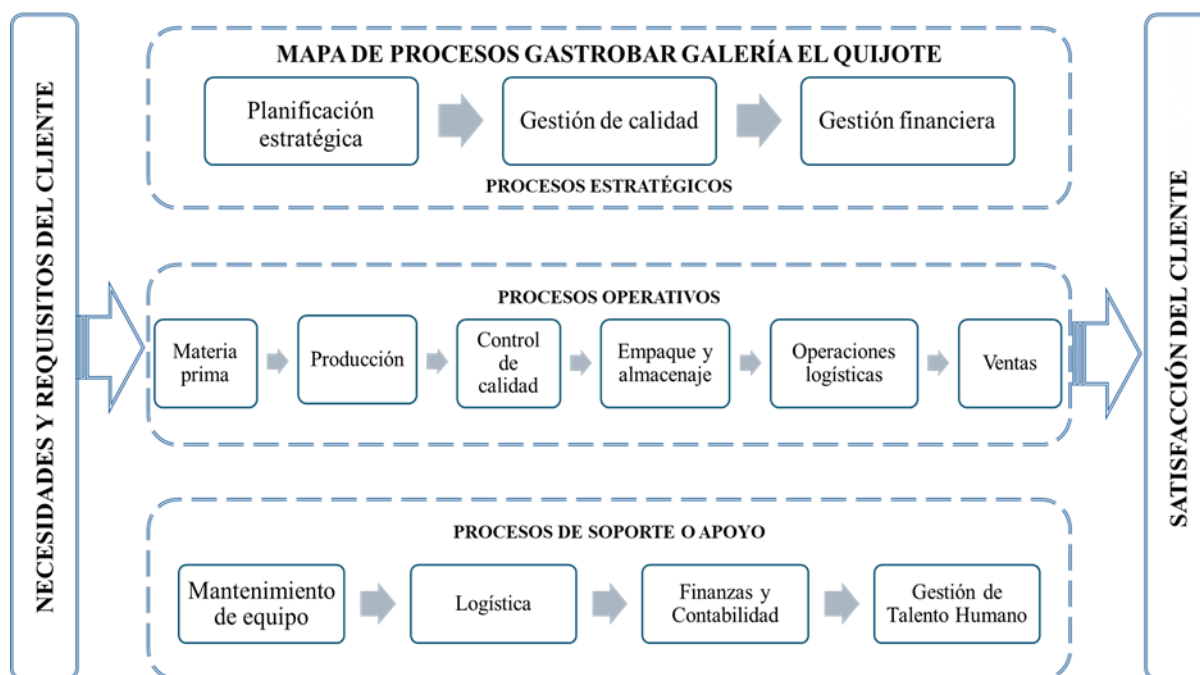 MAPA DE PROCESOS GASTROBAR GALERÍA EL QUIJOTE
Planificación
estratégica
Gestión de calidad
Gestión financiera
PROCESOS ESTRATÉGICOS
NECESIDADES Y REQUISITOS DEL CLIENTE
PROCESOS OPERATIVOS
Materia
prima
Producción
Control
de
calidad
Empaque y
almacenaje
Operaciones
logísticas
Ventas
PROCESOS DE SOPORTE O APOYO
Mantenimiento
de equipo
Logística
Finanzas y
Contabilidad
Gestión de
Talento Humano
SATISFACCIÓN DEL CLIENTE